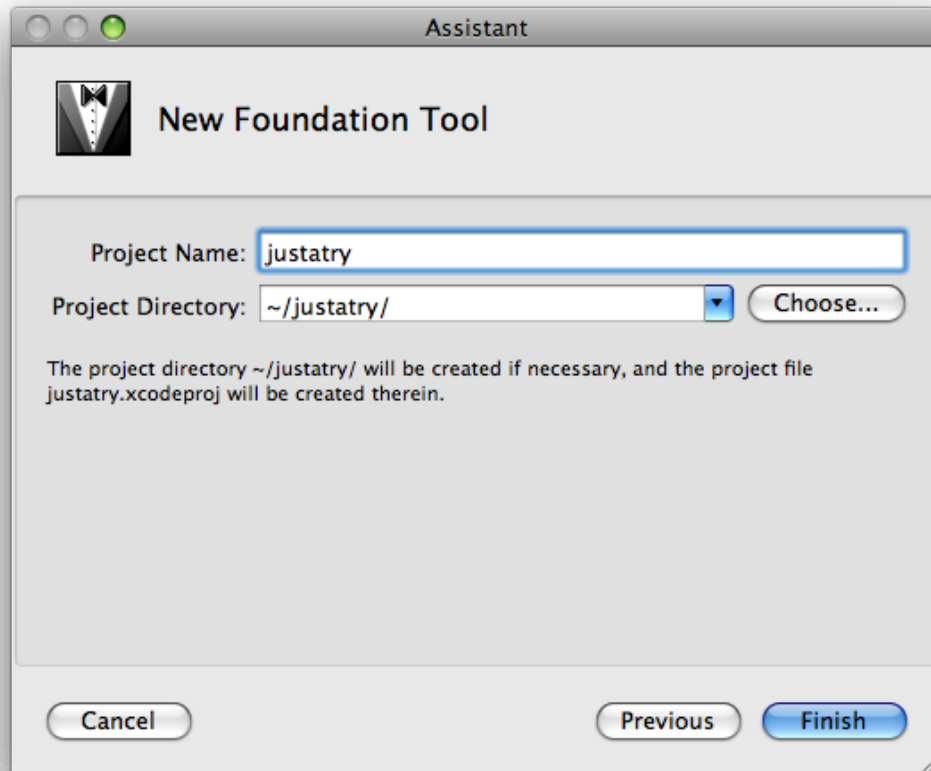 Assistant
New Foundation Tool
Project Name: justatry
Project Directory: ~/justatry/ Choose...
The project directory ~/justatry/ will be created if necessary, and the project file
justatry.xcodeproj will be created therein.
Cancel Previous Finish